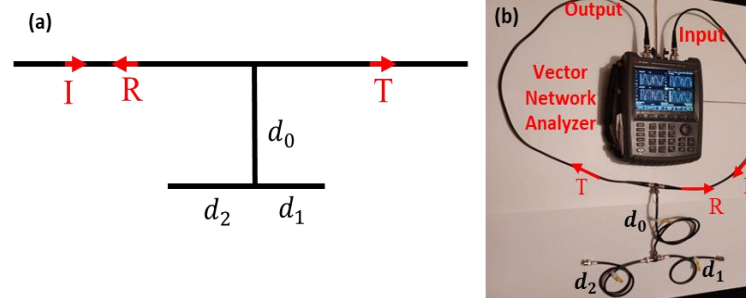 (a)
I
R
T
d₀
d₂
d₁
(b)
Output
Input
Vector
Network
Analyzer
T
R
d₀
d₂
d₁